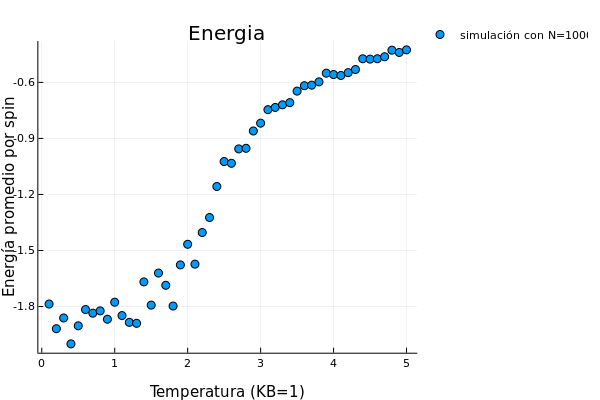 Energia
simulación con N=1000
Energía promedio por spin
-0.6
-0.9
-1.2
-1.5
-1.8
0
1
2
3
4
5
Temperatura (KB=1)